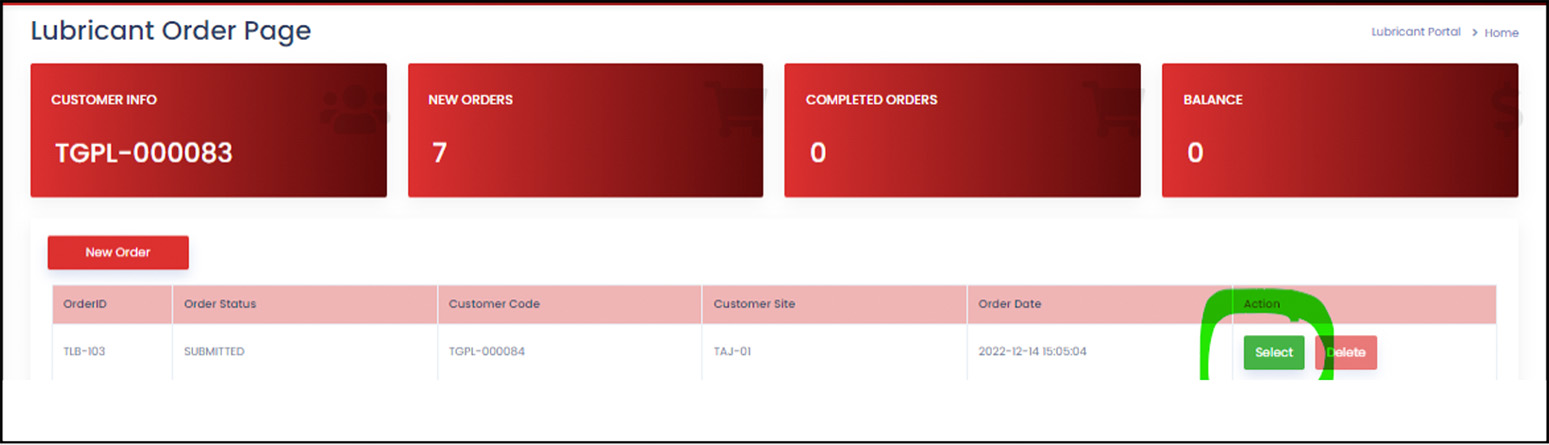 Lubricant Order Page
Lubricant Portal > Home
CUSTOMER INFO
TGPL-000083
NEW ORDERS
7
COMPLETED ORDERS
0
BALANCE
0
New Order
OrderID Order Status Customer Code Customer Site Order Date Action
TLB-103 SUBMITTED TGPL-000084 TAJ-01 2022-12-14 15:05:04 Select Delete